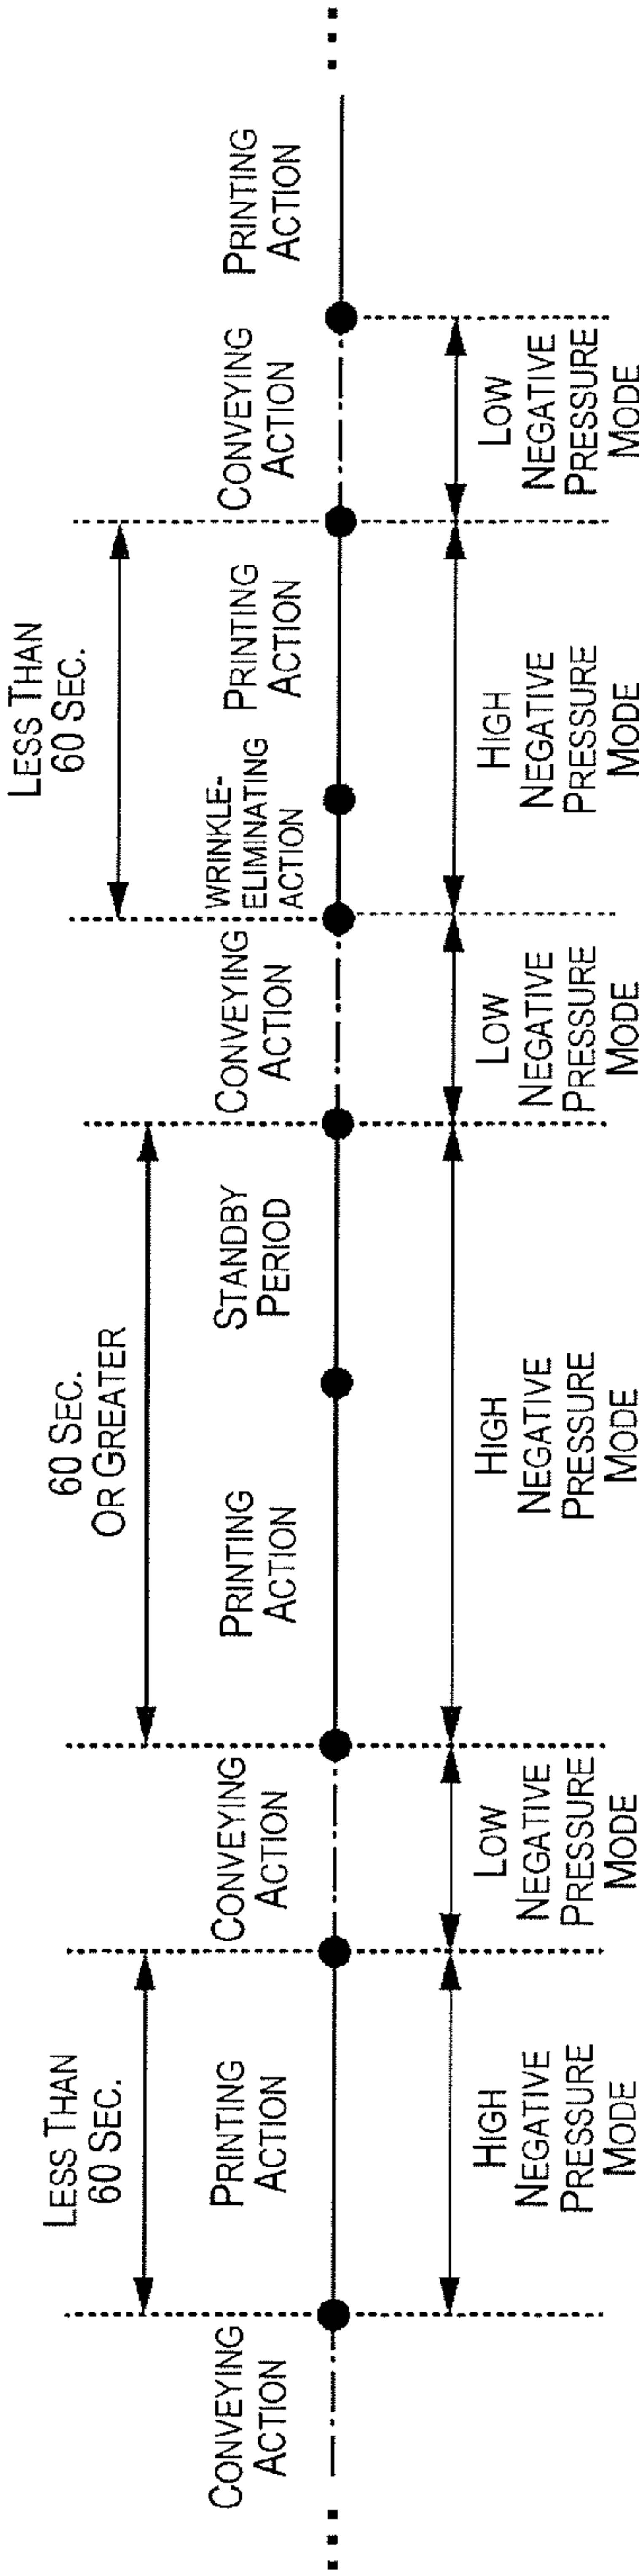 LESS THAN
60 SEC.
60 SEC.
OR GREATER
LESS THAN
60 SEC.
CONVEYING
ACTION
PRINTING
ACTION
CONVEYING
ACTION
PRINTING
ACTION
STANDBY
PERIOD
CONVEYING
ACTION
WRINKLE-
ELIMINATING
ACTION
PRINTING
ACTION
CONVEYING
ACTION
PRINTING
ACTION
HIGH
NEGATIVE
PRESSURE
MODE
LOW
NEGATIVE
PRESSURE
MODE
HIGH
NEGATIVE
PRESSURE
MODE
LOW
NEGATIVE
PRESSURE
MODE
HIGH
NEGATIVE
PRESSURE
MODE
LOW
NEGATIVE
PRESSURE
MODE